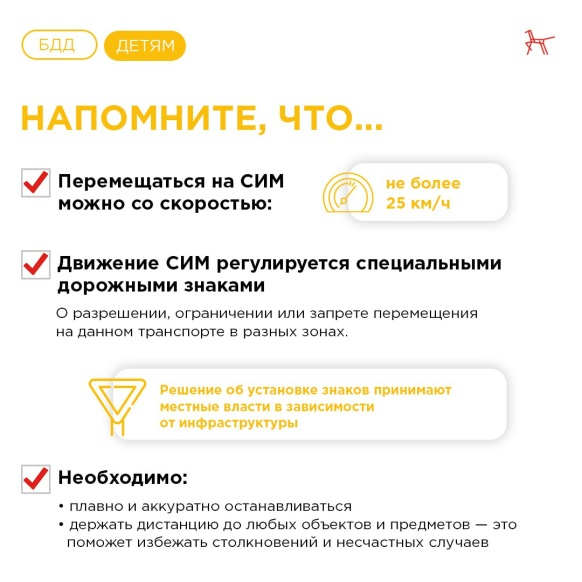 БДД
ДЕТЯМ
НАПОМНИТЕ, ЧТО...
Перемещаться на СИМ
можно со скоростью:
не более
25 км/ч
Движение СИМ регулируется специальными
дорожными знаками
О разрешении, ограничении или запрете перемещения
на данном транспорте в разных зонах.
Решение об установке знаков принимают
местные власти в зависимости
от инфраструктуры
Необходимо:
• плавно и аккуратно останавливаться
• держать дистанцию до любых объектов и предметов — это
поможет избежать столкновений и несчастных случаев